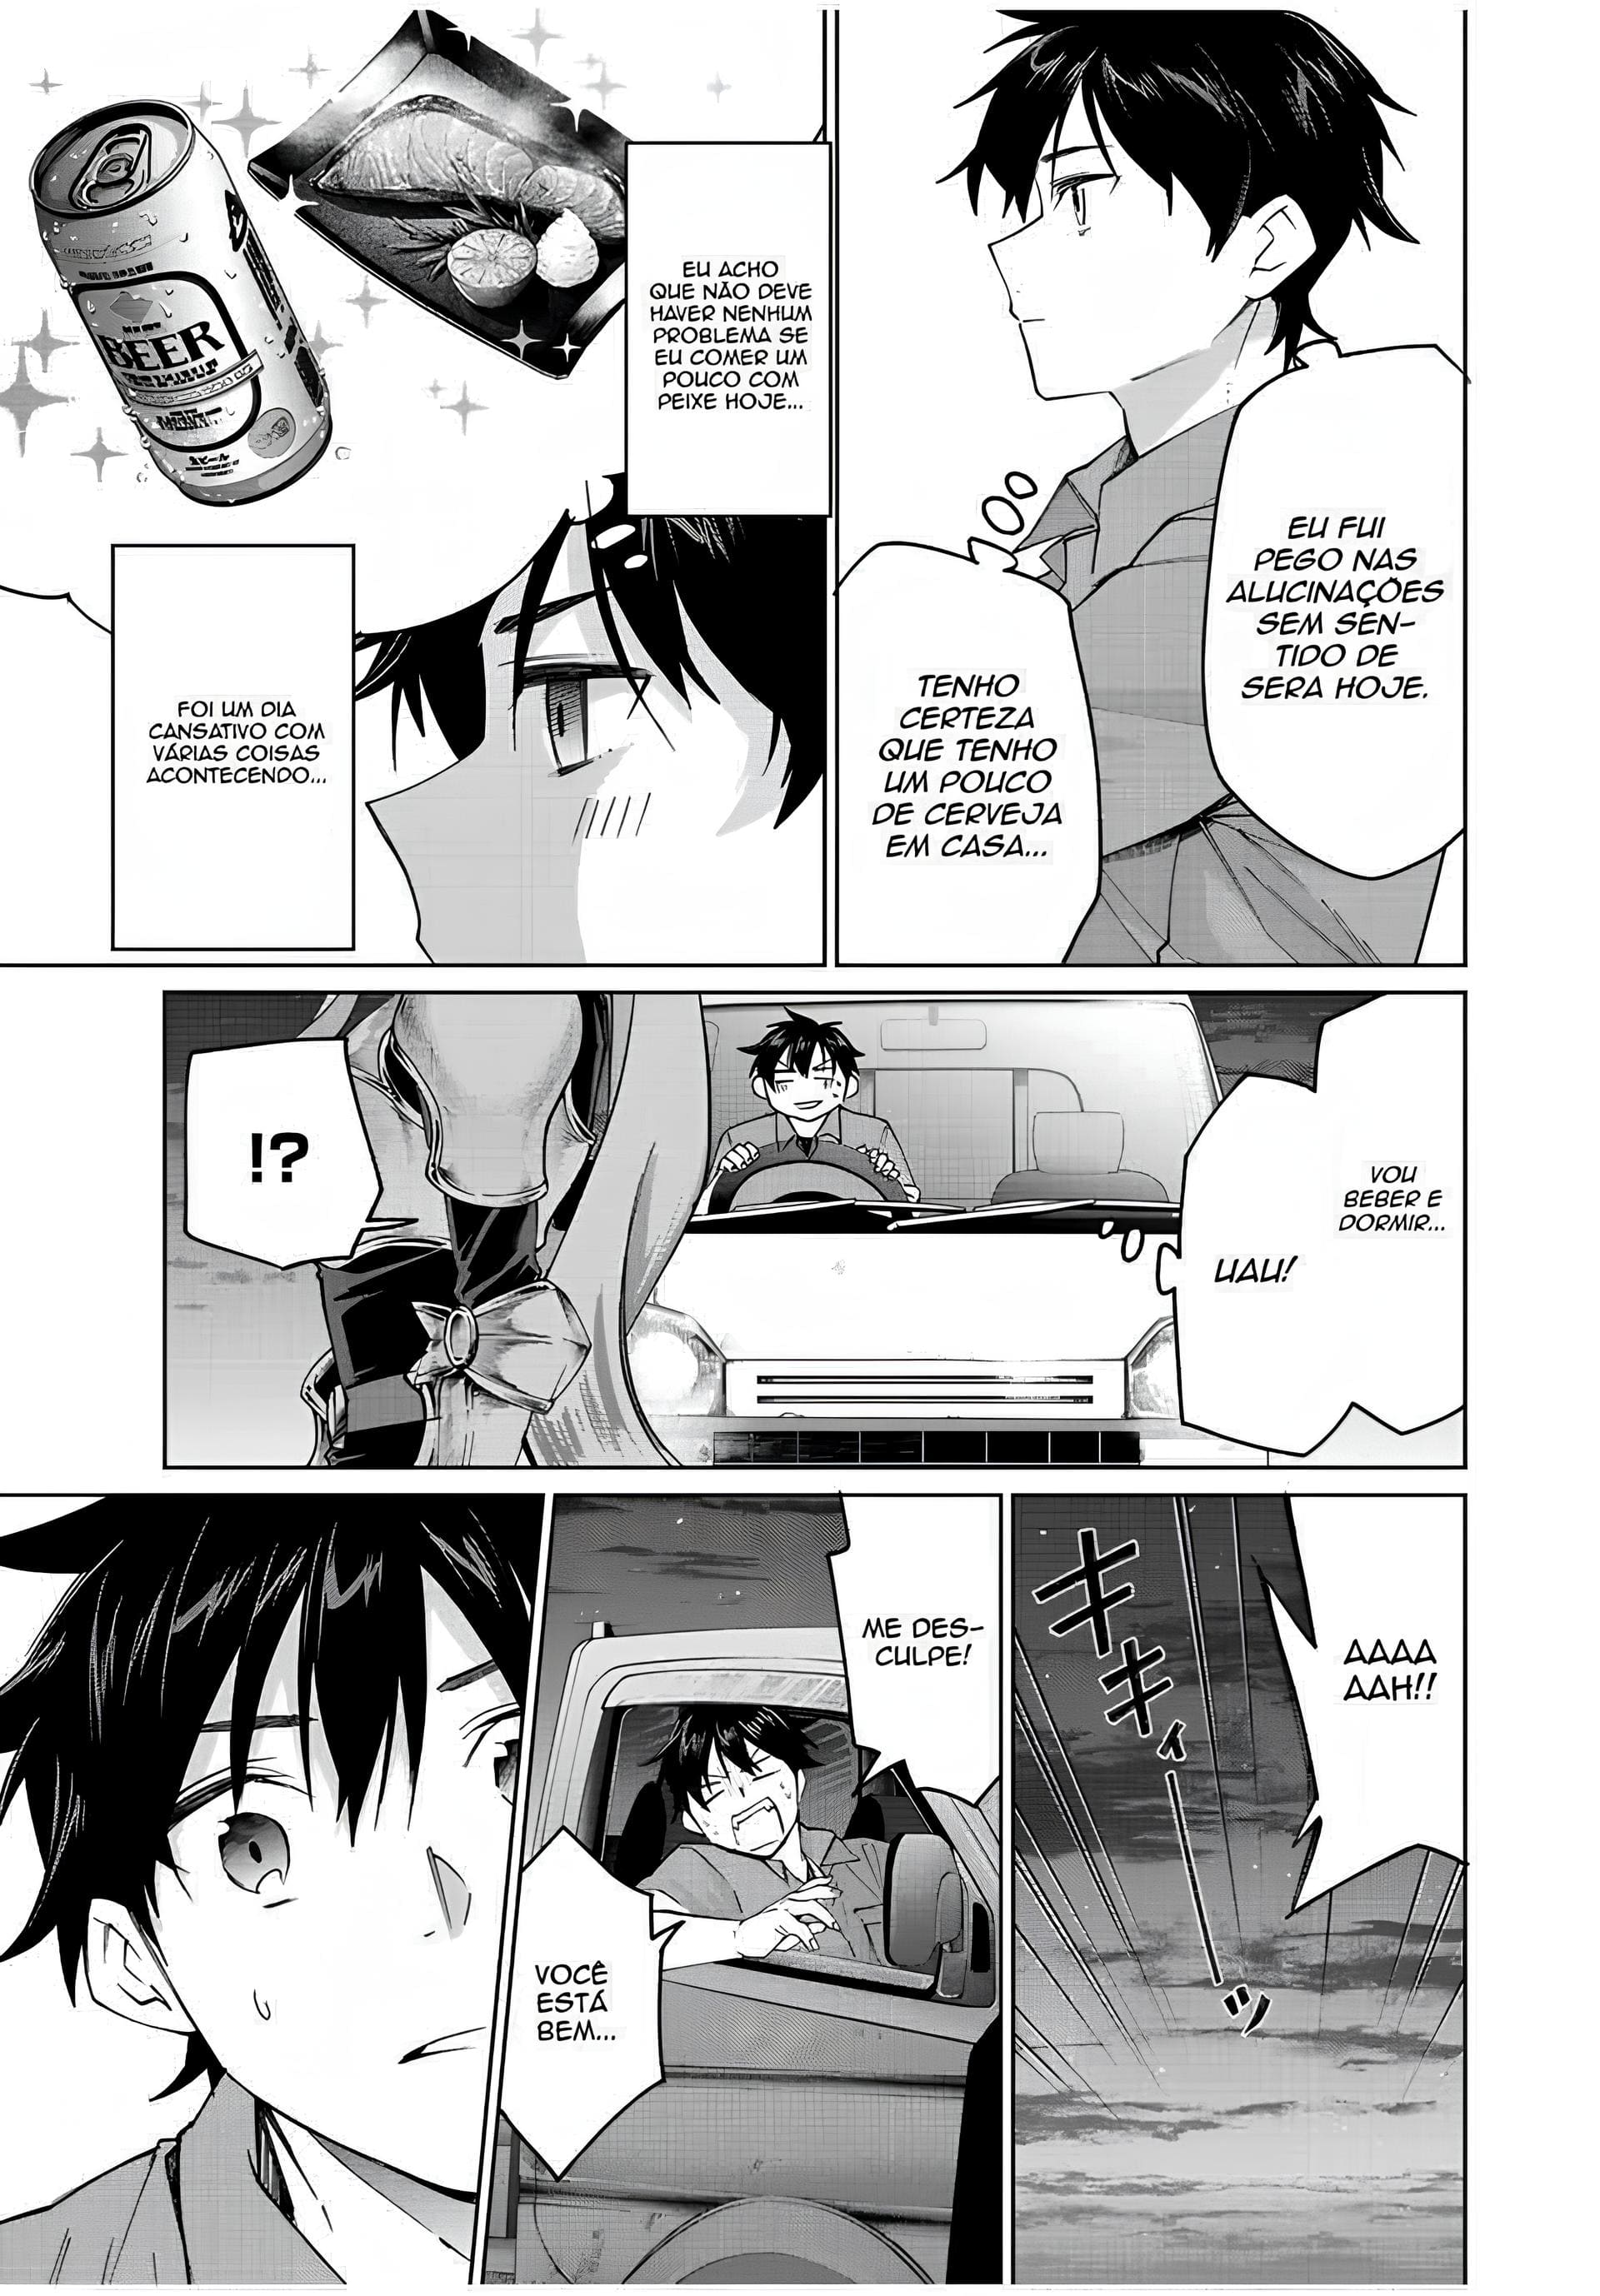 EU FUI
PEGO NAS
ALUCINAÇÕES
SEM SEN-
TIDO DE
SERA HOJE.
TENHO
CERTEZA
QUE TENHO
UM POUCO
DE CERVEJA
EM CASA...
EU ACHO
QUE NÃO DEVE
HAVER NENHUM
PROBLEMA SE
EU COMER UM
POUCO COM
PEIXE HOJE...
BEER
FOI UM DIA
CANSATIVO COM
VÁRIAS COISAS
ACONTECENDO...
VOU
BEBER E
DORMIR...
UAU!
!?
AAAA
AAH!!
キキィーッ
ME DES-
CULPE!
VOCÊ
ESTÁ
BEM...